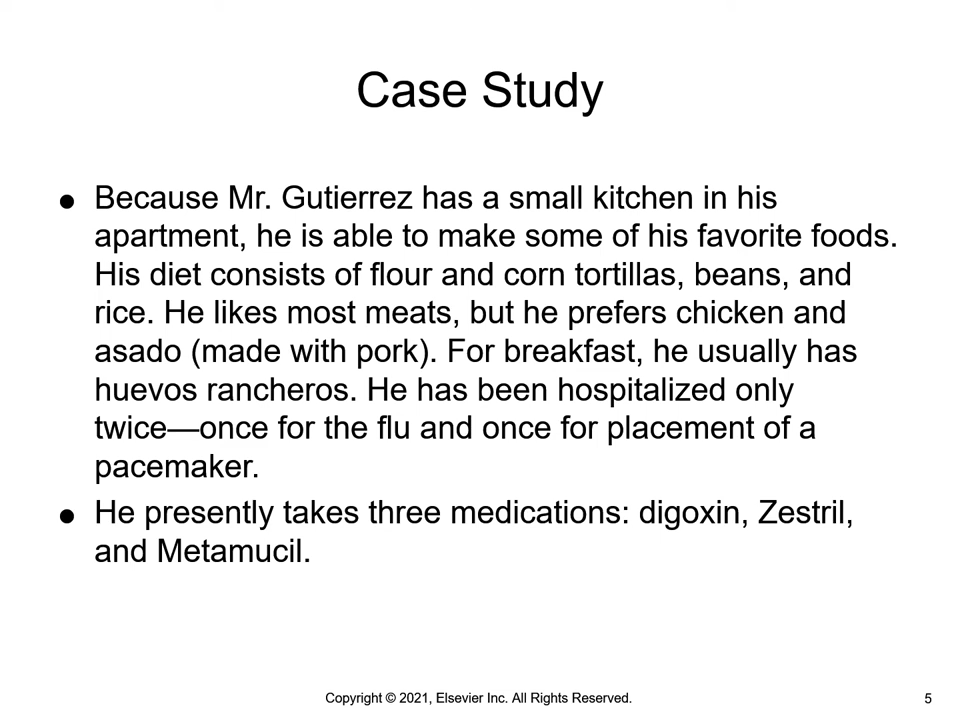 Case Study
● Because Mr. Gutierrez has a small kitchen in his
apartment, he is able to make some of his favorite foods.
His diet consists of flour and corn tortillas, beans, and
rice. He likes most meats, but he prefers chicken and
asado (made with pork). For breakfast, he usually has
huevos rancheros. He has been hospitalized only
twice—once for the flu and once for placement of a
pacemaker.
● He presently takes three medications: digoxin, Zestril,
and Metamucil.
Copyright © 2021, Elsevier Inc. All Rights Reserved.
5